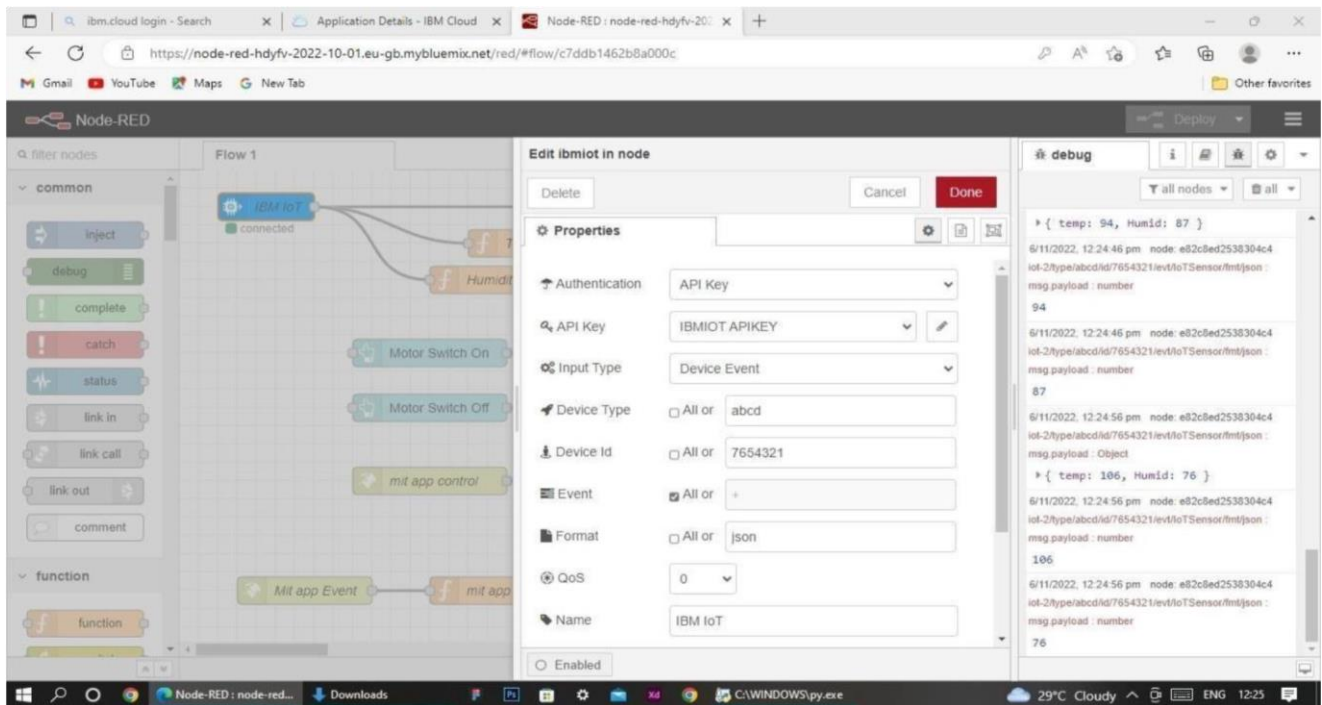 ibm.cloud login - Search
Application Details - IBM Cloud
Node-RED : node-red-hdyfv-202
https://node-red-hdyfv-2022-10-01.eu-gb.mybluemix.net/red/#flow/c7ddb1462b8a000c
Gmail YouTube Maps New Tab
Other favorites
Node-RED
Deploy
filter nodes
common
inject
debug
complete
catch
status
link in
link call
link out
comment
function
function
Flow 1
IBM IoT
connected
Humidit
Motor Switch On
Motor Switch Off
mit app control
Mit app Event
mit app
Edit ibmiot in node
Delete Cancel Done
Properties
Authentication API Key
API Key IBMIOT APIKEY
Input Type Device Event
Device Type All or abcd
Device Id All or 7654321
Event All or +
Format All or json
QoS 0
Name IBM IoT
Enabled
debug
all nodes all
{ temp: 94, Humid: 87 }
6/11/2022, 12:24:46 pm node: e82c8ed2538304c4
iot-2/type/abcd/id/7654321/evt/IoTSensor/fmt/json :
msg.payload : number
94
6/11/2022, 12:24:46 pm node: e82c8ed2538304c4
iot-2/type/abcd/id/7654321/evt/IoTSensor/fmt/json :
msg.payload : number
87
6/11/2022, 12:24:56 pm node: e82c8ed2538304c4
iot-2/type/abcd/id/7654321/evt/IoTSensor/fmt/json :
msg.payload : Object
{ temp: 106, Humid: 76 }
6/11/2022, 12:24:56 pm node: e82c8ed2538304c4
iot-2/type/abcd/id/7654321/evt/IoTSensor/fmt/json :
msg.payload : number
106
6/11/2022, 12:24:56 pm node: e82c8ed2538304c4
iot-2/type/abcd/id/7654321/evt/IoTSensor/fmt/json :
msg.payload : number
76
Node-RED : node-red... Downloads C:\WINDOWS\py.exe 29°C Cloudy ENG 12:25